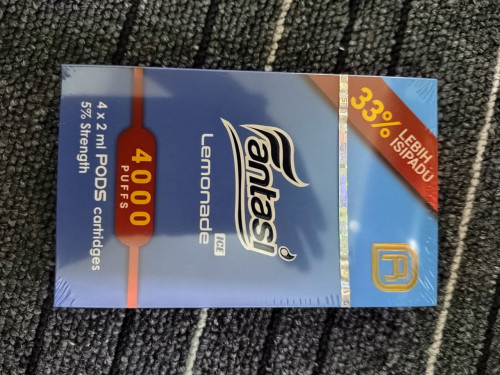 33% LEBIH
ISIPADU
R
Fantasi
Lemonade ICE
4000
PUFFS
4 x 2 ml PODS cartridges
5% Strength